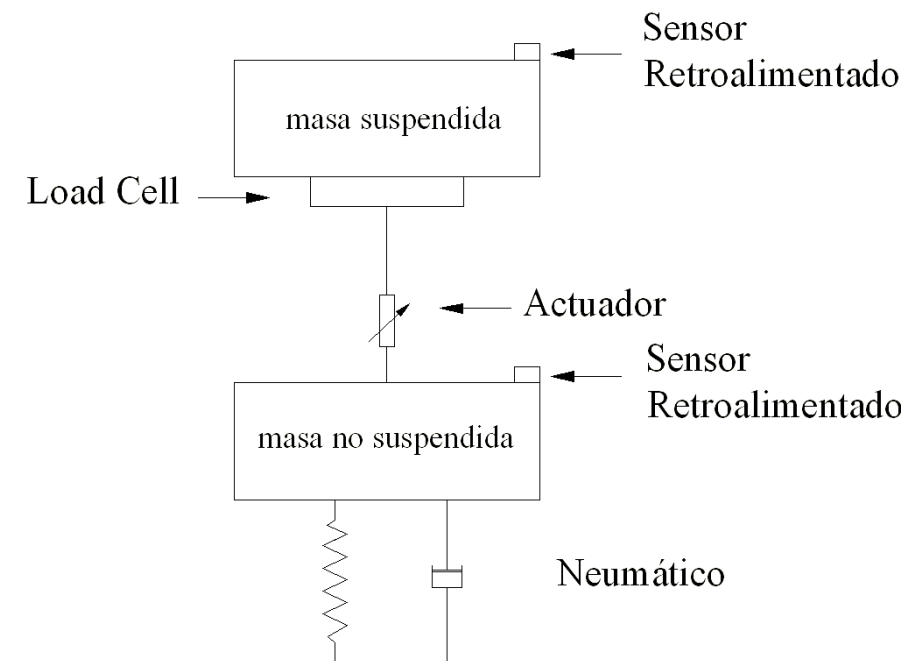 Sensor
Retroalimentado
masa suspendida
Load Cell
Actuador
Sensor
Retroalimentado
masa no suspendida
Neumático